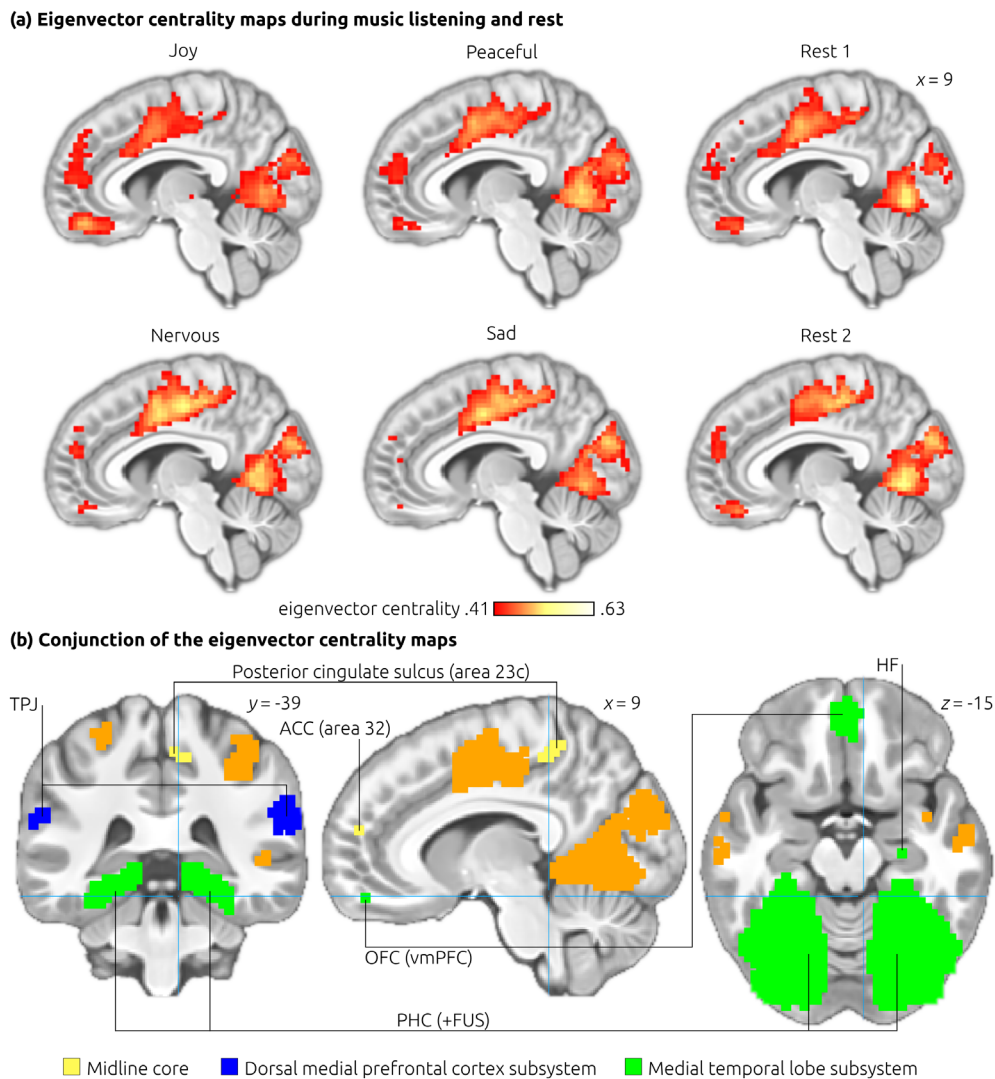 (a) Eigenvector centrality maps during music listening and rest
Joy
Peaceful
Rest 1
x = 9
Nervous
Sad
Rest 2
eigenvector centrality .41 .63
(b) Conjunction of the eigenvector centrality maps
Posterior cingulate sulcus (area 23c)
HF
TPJ
y = -39
x = 9
z = -15
ACC (area 32)
OFC (vmPFC)
PHC (+FUS)
Midline core
Dorsal medial prefrontal cortex subsystem
Medial temporal lobe subsystem